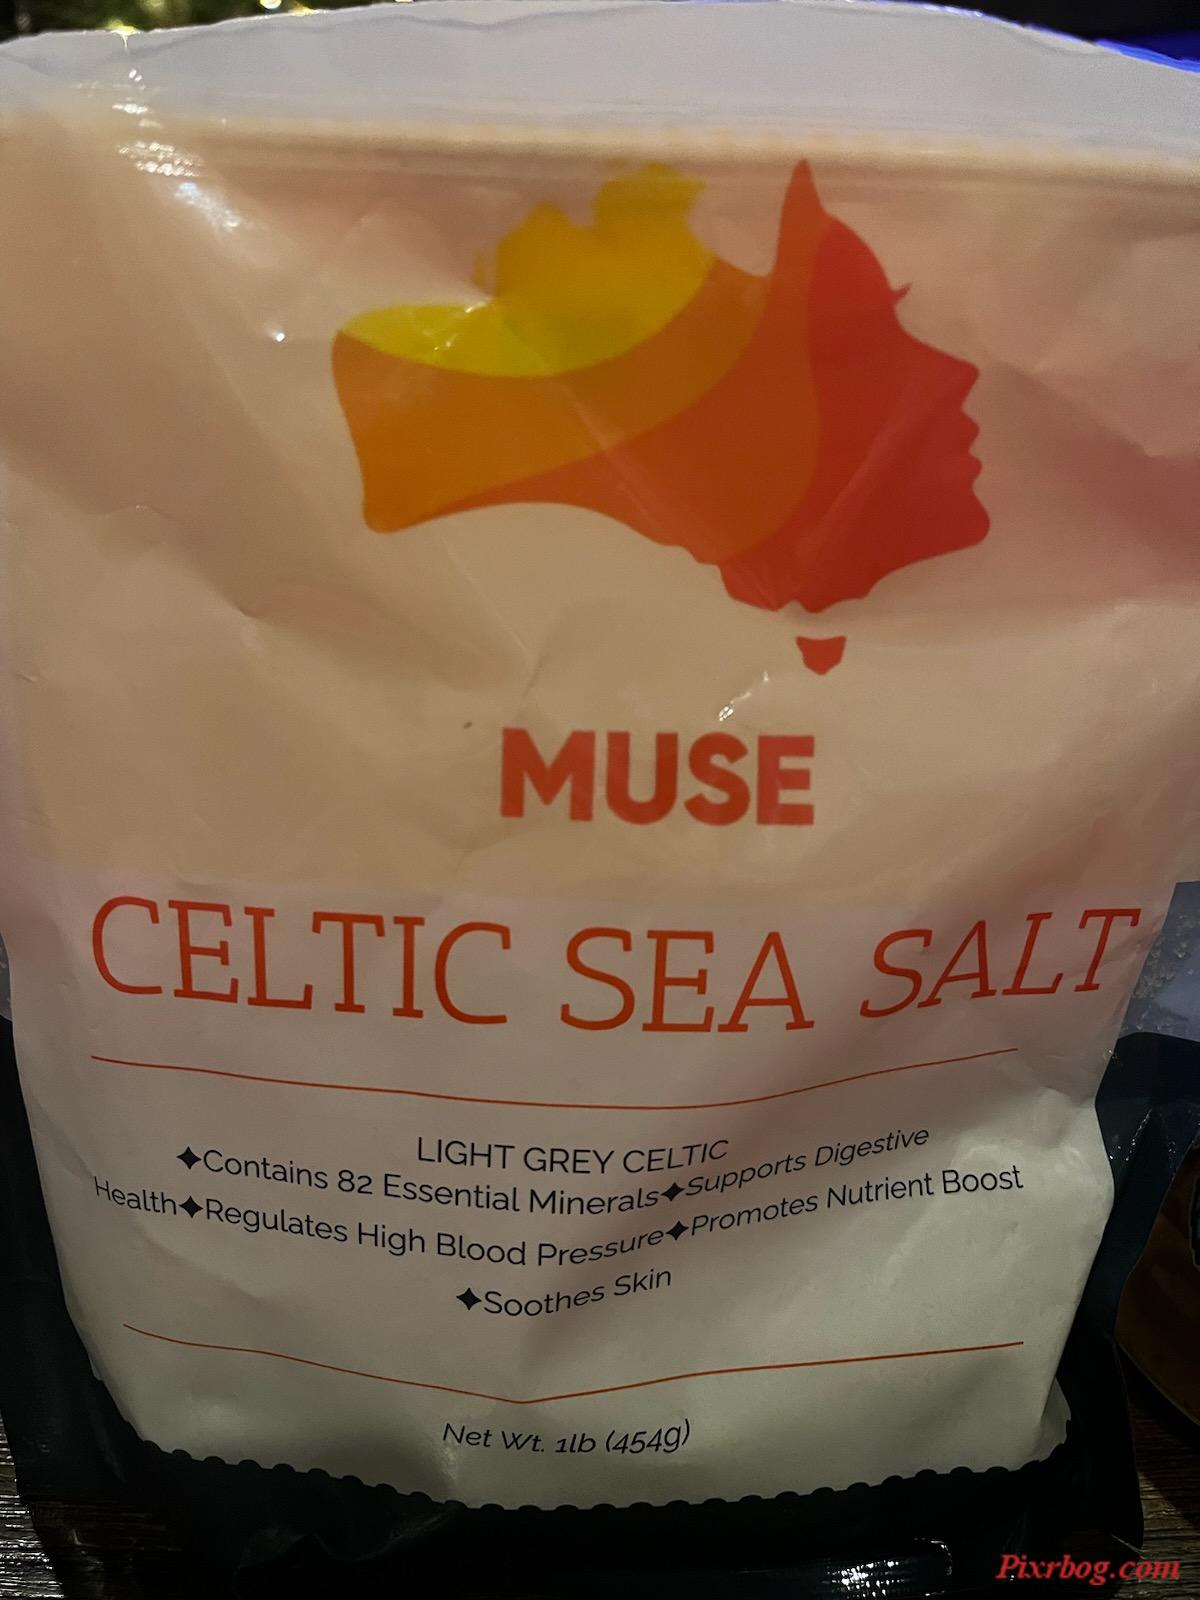 MUSE
CELTIC SEA SALT
LIGHT GREY CELTIC
✦Contains 82 Essential Minerals✦Supports Digestive
Health✦Regulates High Blood Pressure✦Promotes Nutrient Boost
✦Soothes Skin
Net Wt. 1lb (454g)
Pixrbog.com